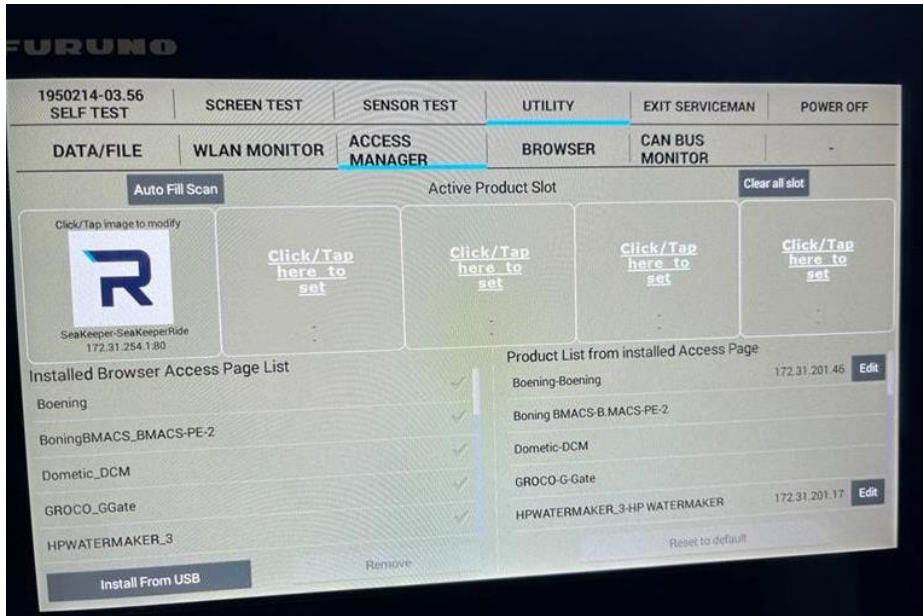 FURUNO
1950214-03.56
SELF TEST
SCREEN TEST
SENSOR TEST
UTILITY
EXIT SERVICEMAN
POWER OFF
DATA/FILE
WLAN MONITOR
ACCESS
MANAGER
BROWSER
CAN BUS
MONITOR
-
Auto Fill Scan
Active Product Slot
Clear all slot
Click/Tap image to modify
R
SeaKeeper-SeaKeeperRide
172.31.254.1:80
Click/Tap
here to
set
-
-
Click/Tap
here to
set
-
-
Click/Tap
here to
set
-
-
Click/Tap
here to
set
-
-
Installed Browser Access Page List
Boening
BoningBMACS_BMACS-PE-2
Dometic_DCM
GROCO_GGate
HPWATERMAKER_3
Install From USB
Remove
Product List from installed Access Page
Boening-Boening 172.31.201.46 Edit
Boning BMACS-B.MACS-PE-2
Dometic-DCM
GROCO-G-Gate
HPWATERMAKER_3-HP WATERMAKER 172.31.201.17 Edit
Reset to default